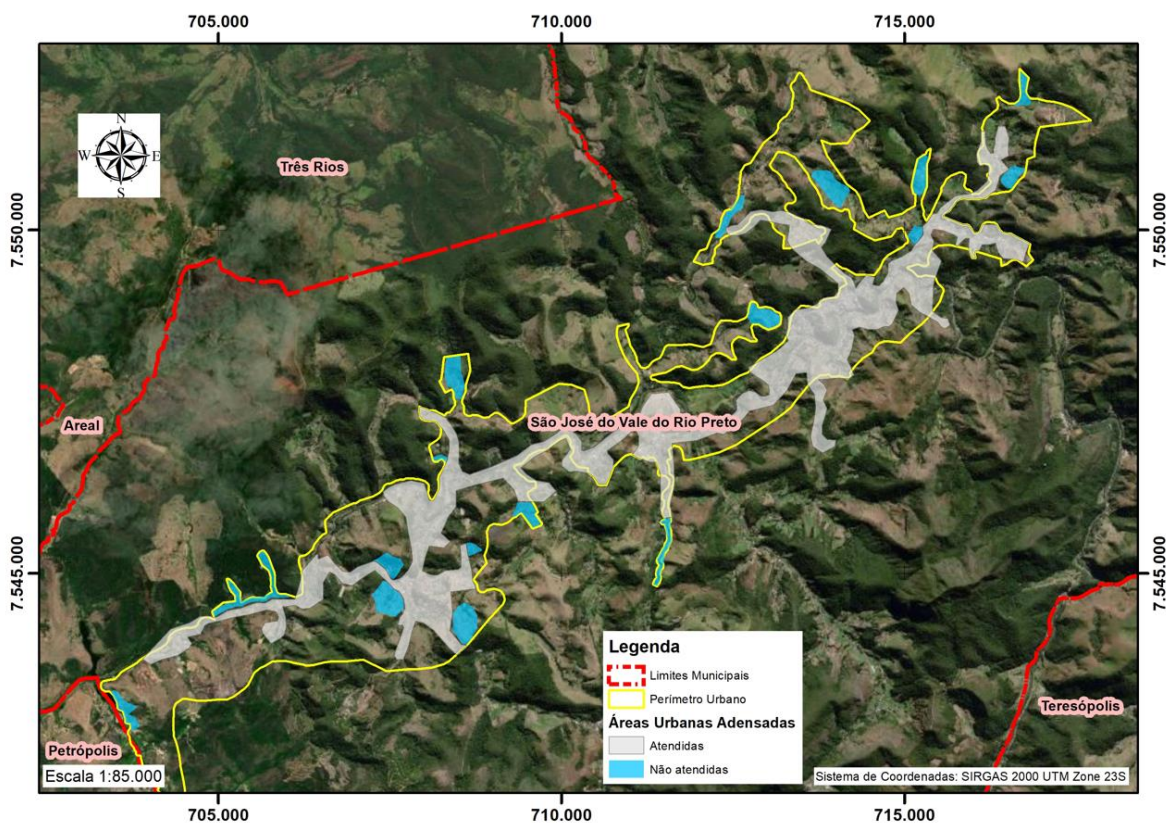 705.000
710.000
715.000
N
W
E
S
Três Rios
7.550.000
7.550.000
Areal
São José do Vale do Rio Preto
7.545.000
7.545.000
Legenda
Limites Municipais
Perímetro Urbano
Áreas Urbanas Adensadas
Atendidas
Não atendidas
Teresópolis
Petrópolis
Escala 1:85.000
Sistema de Coordenadas: SIRGAS 2000 UTM Zone 23S
705.000
710.000
715.000